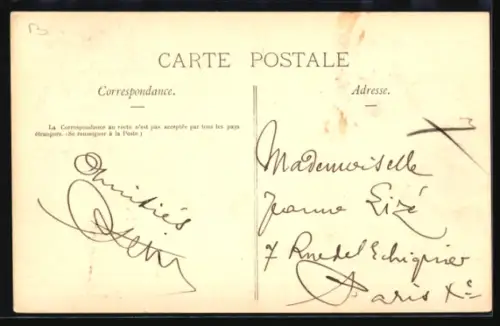 CARTE POSTALE
Correspondance.
Adresse.
La Correspondance au recto n'est pas acceptée par tous les pays
étrangers. (Se renseigner à la Poste)
Amitiés
Mademoiselle
Jeanne Lizé
7 Rue de l'Echiquier
Paris Xe